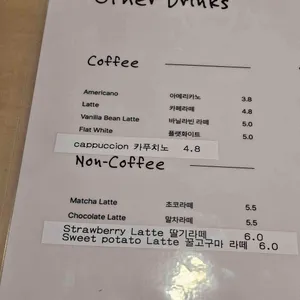 Other Drinks
Coffee
Americano 아메리카노 3.8
Latte 카페라떼 4.8
Vanilla Bean Latte 바닐라빈 라떼 5.0
Flat White 플랫화이트 5.0
cappuccion 카푸치노 4.8
Non-Coffee
Matcha Latte 초코라떼 5.5
Chocolate Latte 말차라떼 5.5
Strawberry Latte 딸기라떼 6.0
Sweet potato Latte 꿀고구마 라떼 6.0